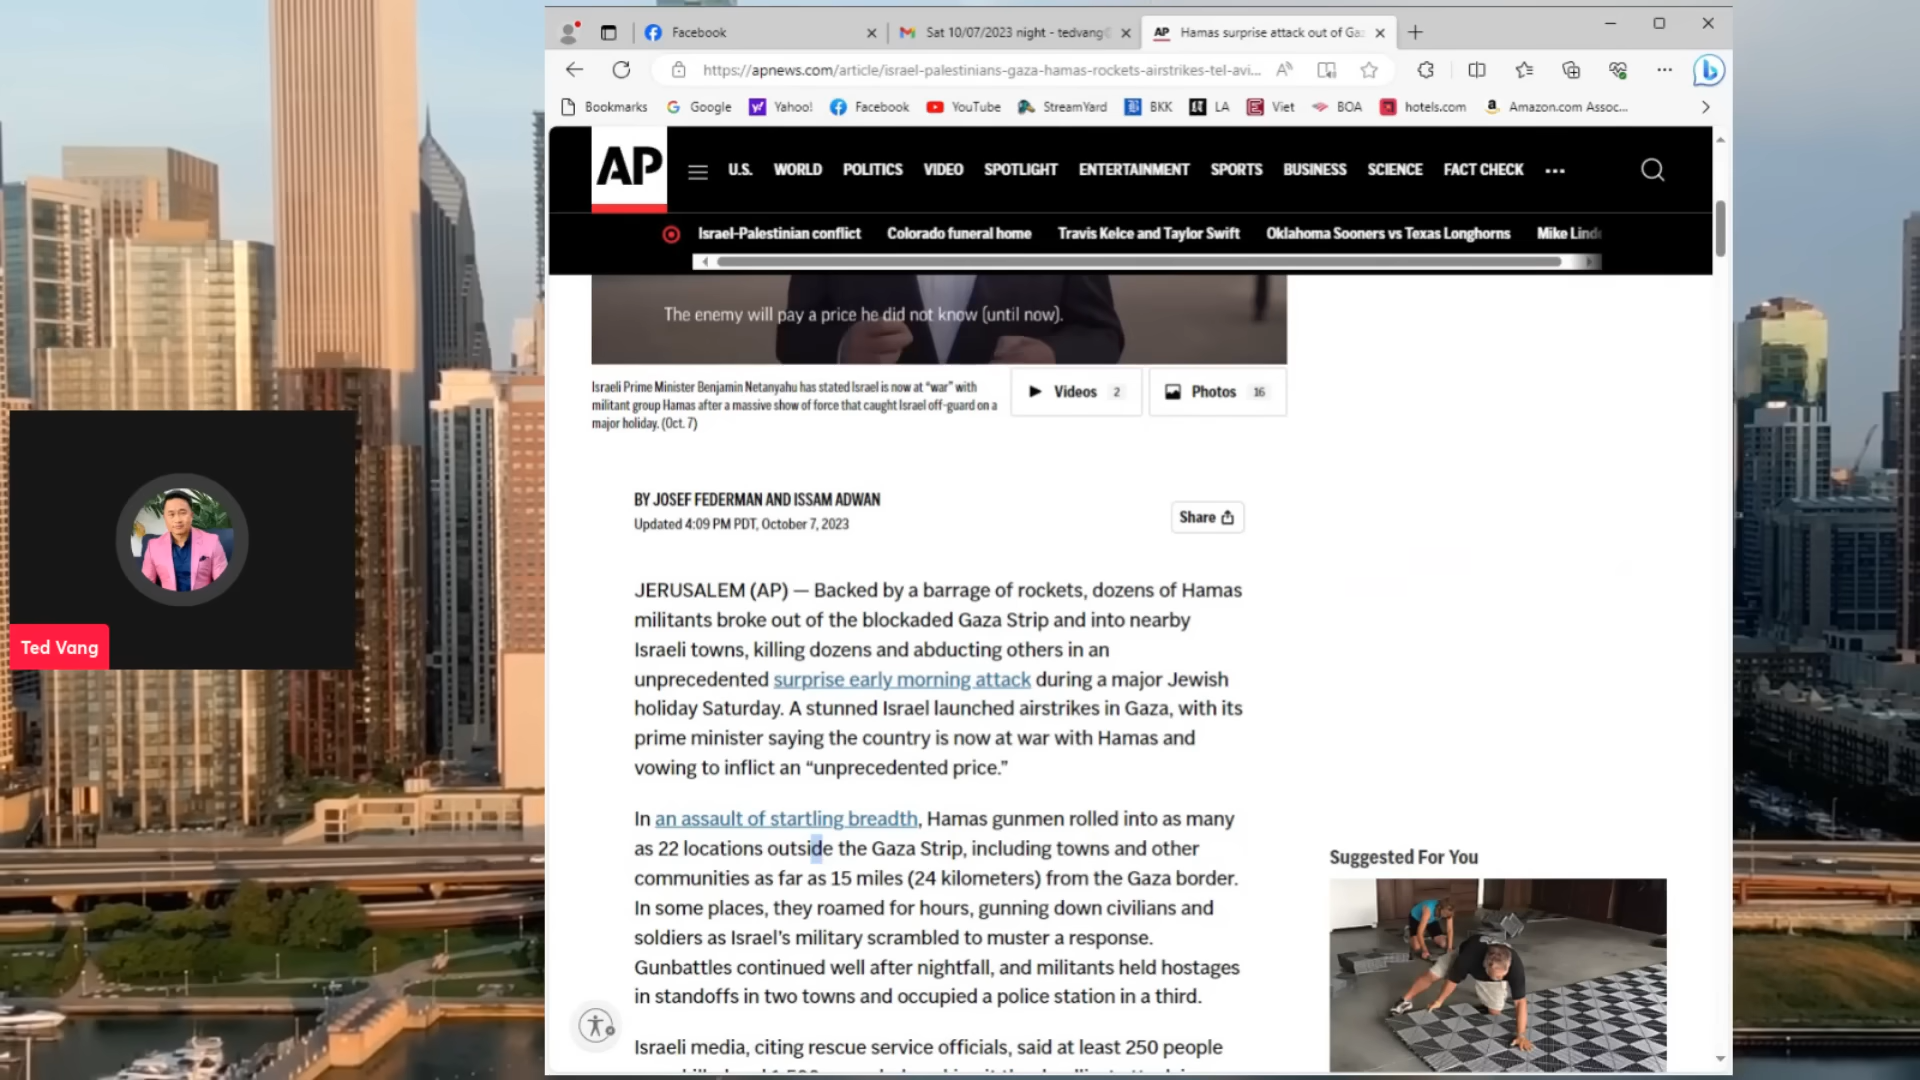 Facebook
Sat 10/07/2023 night - tedvang
Hamas surprise attack out of Ga
https://apnews.com/article/israel-palestinians-gaza-hamas-rockets-airstrikes-tel-avi...
Bookmarks
Google
Yahoo!
Facebook
YouTube
StreamYard
BKK
LA
Viet
BOA
hotels.com
Amazon.com Assoc...
AP
U.S.
WORLD
POLITICS
VIDEO
SPOTLIGHT
ENTERTAINMENT
SPORTS
BUSINESS
SCIENCE
FACT CHECK
Israel-Palestinian conflict
Colorado funeral home
Travis Kelce and Taylor Swift
Oklahoma Sooners vs Texas Longhorns
Mike Lind
The enemy will pay a price he did not know (until now).
Israeli Prime Minister Benjamin Netanyahu has stated Israel is now at “war” with
militant group Hamas after a massive show of force that caught Israel off-guard on a
major holiday. (Oct. 7)
Videos 2
Photos 16
BY JOSEF FEDERMAN AND ISSAM ADWAN
Updated 4:09 PM PDT, October 7, 2023
Share
JERUSALEM (AP) — Backed by a barrage of rockets, dozens of Hamas
militants broke out of the blockaded Gaza Strip and into nearby
Israeli towns, killing dozens and abducting others in an
unprecedented surprise early morning attack during a major Jewish
holiday Saturday. A stunned Israel launched airstrikes in Gaza, with its
prime minister saying the country is now at war with Hamas and
vowing to inflict an “unprecedented price.”
In an assault of startling breadth, Hamas gunmen rolled into as many
as 22 locations outside the Gaza Strip, including towns and other
communities as far as 15 miles (24 kilometers) from the Gaza border.
In some places, they roamed for hours, gunning down civilians and
soldiers as Israel’s military scrambled to muster a response.
Gunbattles continued well after nightfall, and militants held hostages
in standoffs in two towns and occupied a police station in a third.
Israeli media, citing rescue service officials, said at least 250 people
Suggested For You
Ted Vang